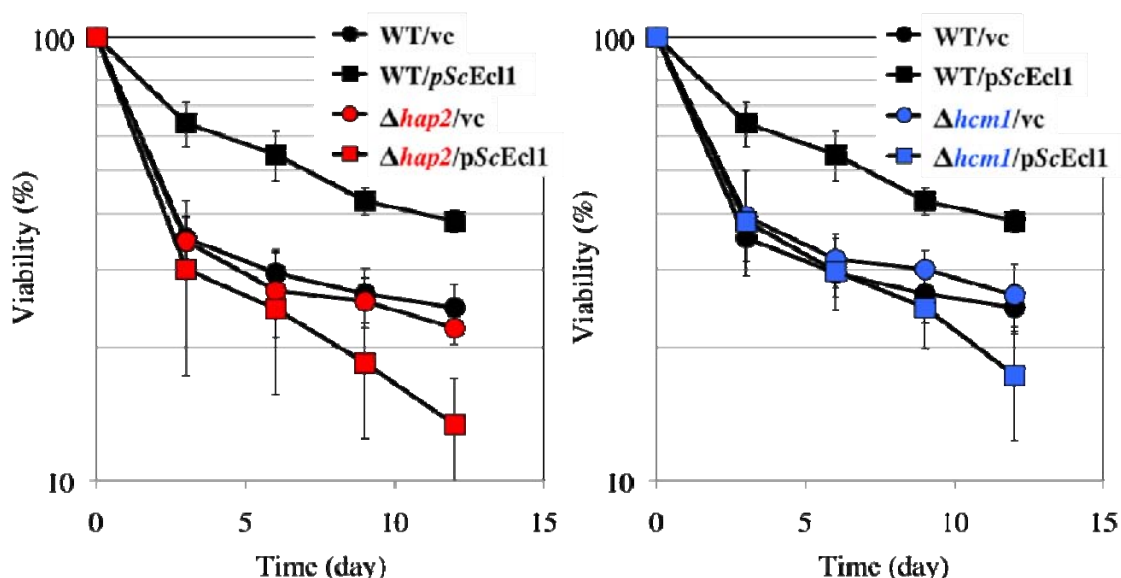 100
10
Viability (%)
0 5 10 15
Time (day)
WT/vc
WT/pScEcl1
Δhap2/vc
Δhap2/pScEcl1
100
10
Viability (%)
0 5 10 15
Time (day)
WT/vc
WT/pScEcl1
Δhcm1/vc
Δhcm1/pScEcl1